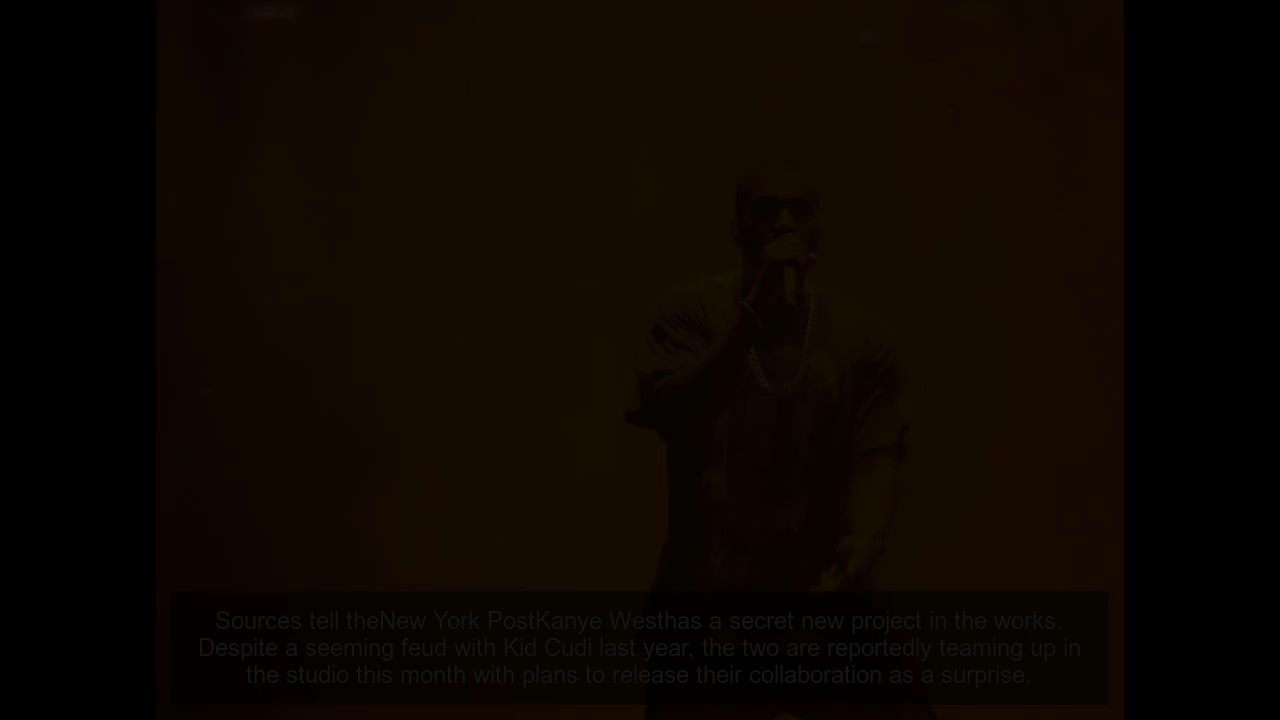 Sources tell theNew York PostKanye Westhas a secret new project in the works.
Despite a seeming feud with Kid Cudi last year, the two are reportedly teaming up in
the studio this month with plans to release their collaboration as a surprise.